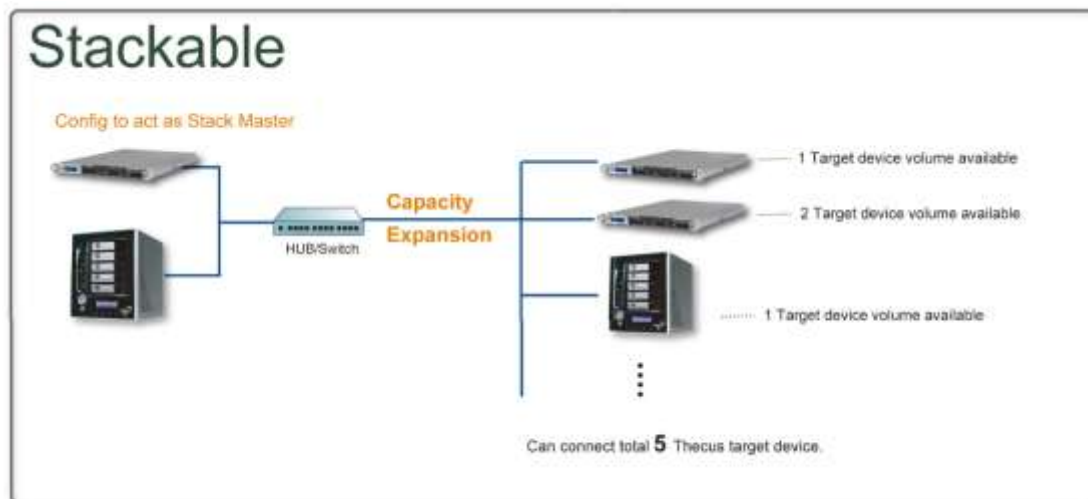 Stackable
Config to act as Stack Master
1 Target device volume available
Capacity
2 Target device volume available
Expansion
HUB/Switch
1 Target device volume available
Can connect total 5 Thecus target device.